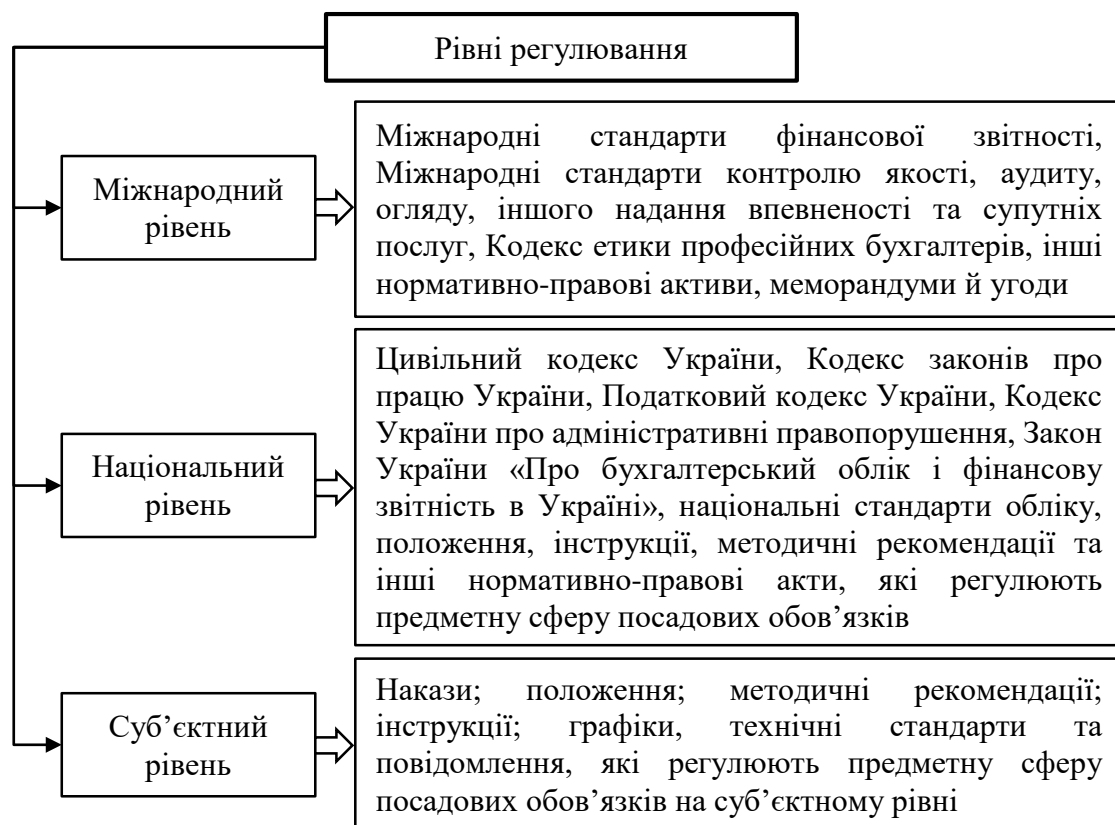 Рівні регулювання
Міжнародний
рівень
Міжнародні стандарти фінансової звітності,
Міжнародні стандарти контролю якості, аудиту,
огляду, іншого надання впевненості та супутніх
послуг, Кодекс етики професійних бухгалтерів, інші
нормативно-правові активи, меморандуми й угоди
Національний
рівень
Цивільний кодекс України, Кодекс законів про
працю України, Податковий кодекс України, Кодекс
України про адміністративні правопорушення, Закон
України «Про бухгалтерський облік і фінансову
звітність в Україні», національні стандарти обліку,
положення, інструкції, методичні рекомендації та
інші нормативно-правові акти, які регулюють
предметну сферу посадових обов’язків
Суб’єктний
рівень
Накази; положення; методичні рекомендації;
інструкції; графіки, технічні стандарти та
повідомлення, які регулюють предметну сферу
посадових обов’язків на суб’єктному рівні